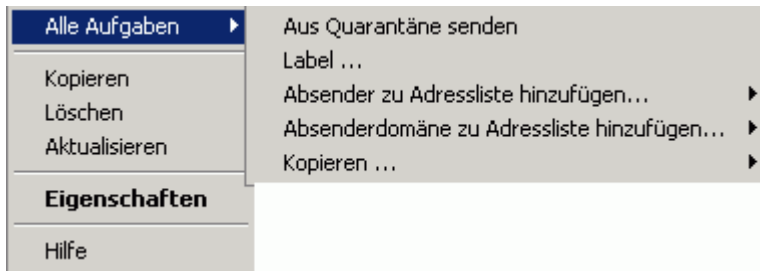 Alle Aufgaben
Kopieren
Löschen
Aktualisieren
Eigenschaften
Hilfe
Aus Quarantäne senden
Label ...
Absender zu Adressliste hinzufügen...
Absenderdomäne zu Adressliste hinzufügen...
Kopieren ...